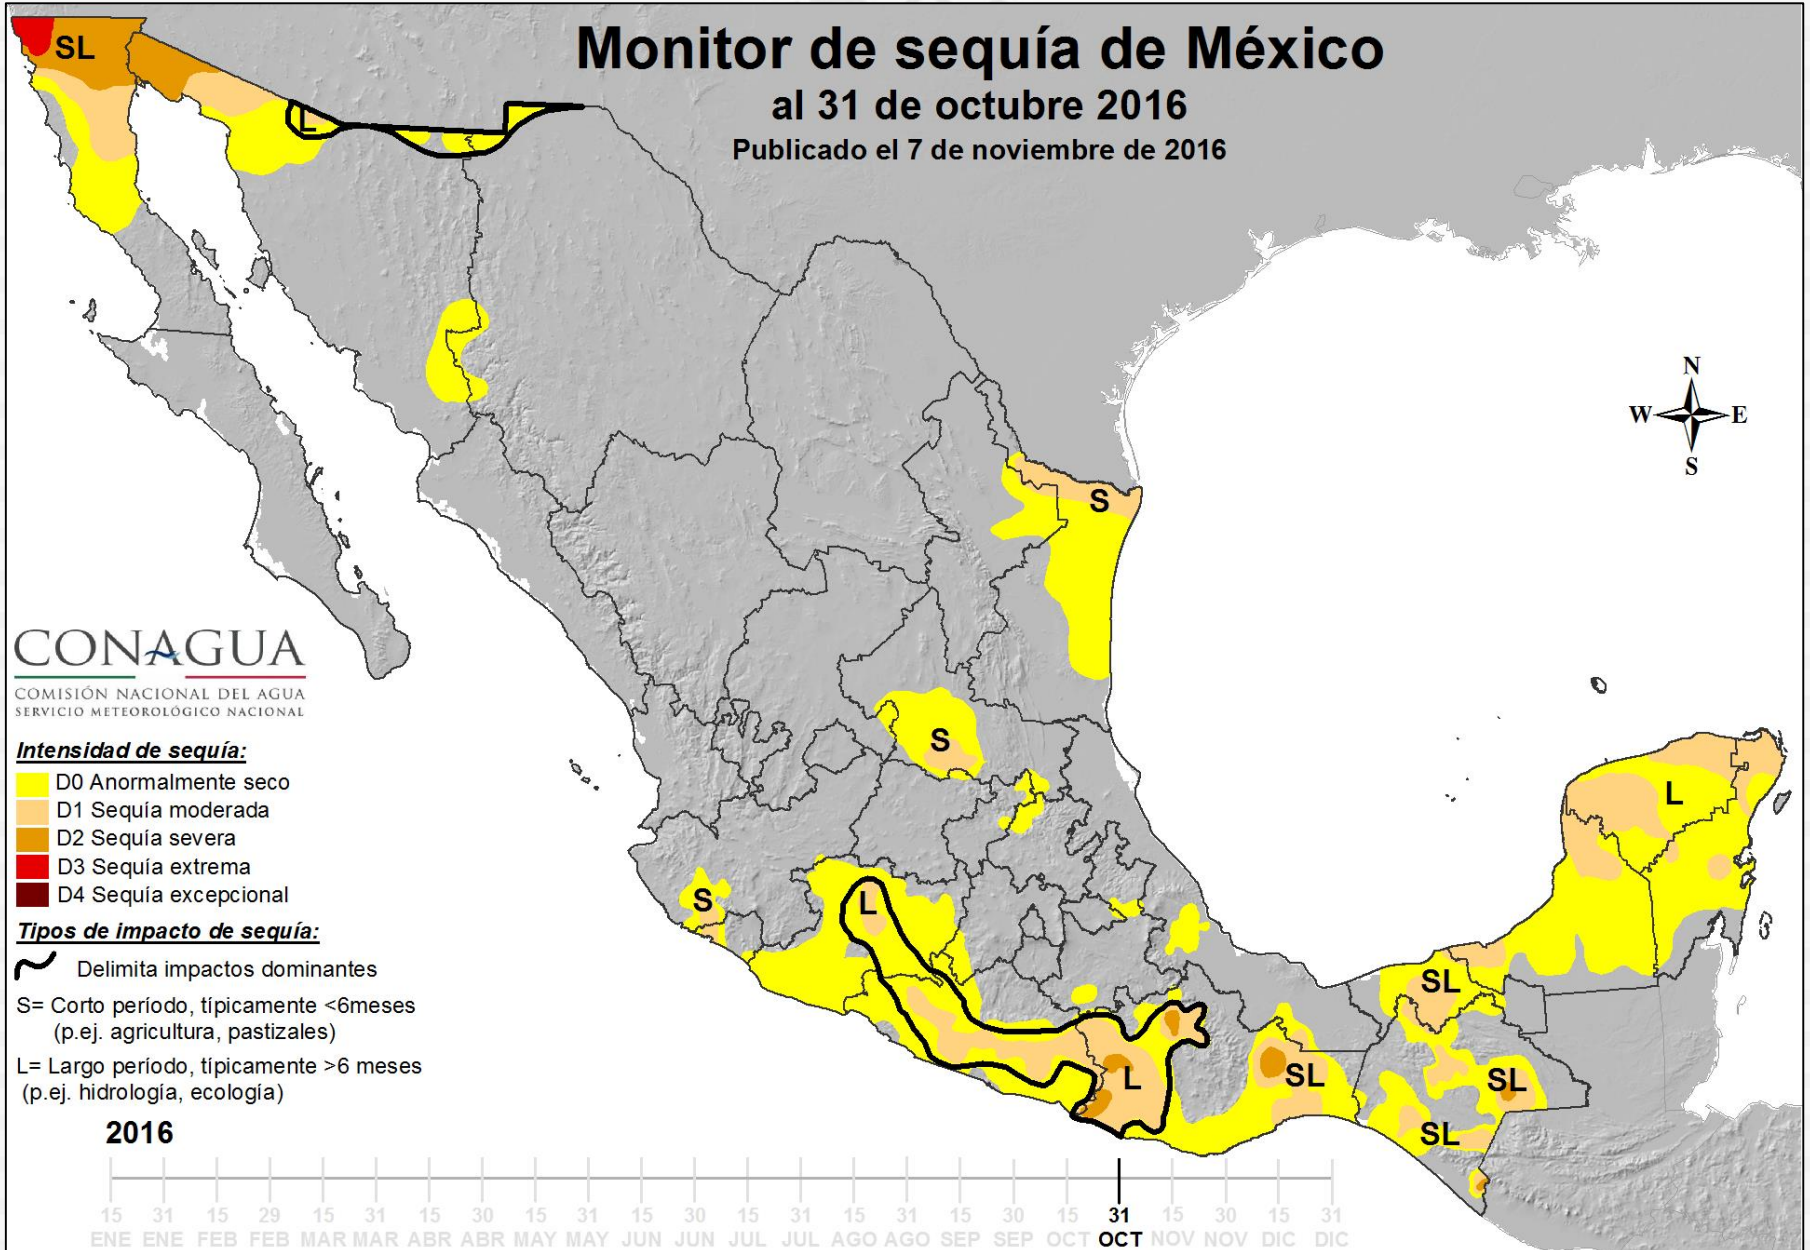 Monitor de sequía de México
al 31 de octubre 2016
Publicado el 7 de noviembre de 2016
SL
L
N
W E
S
S
S
L
S
L
L
SL
SL
SL
SL
CONAGUA
COMISIÓN NACIONAL DEL AGUA
SERVICIO METEOROLÓGICO NACIONAL
Intensidad de sequía:
D0 Anormalmente seco
D1 Sequía moderada
D2 Sequía severa
D3 Sequía extrema
D4 Sequía excepcional
Tipos de impacto de sequía:
Delimita impactos dominantes
S= Corto período, típicamente <6meses
(p.ej. agricultura, pastizales)
L= Largo período, típicamente >6 meses
(p.ej. hidrología, ecología)
2016
15 31 15 29 15 31 15 30 15 31 15 30 15 31 15 31 15 30 15 31 15 30 15 31
ENE ENE FEB FEB MAR MAR ABR ABR MAY MAY JUN JUN JUL JUL AGO AGO SEP SEP OCT OCT NOV NOV DIC DIC